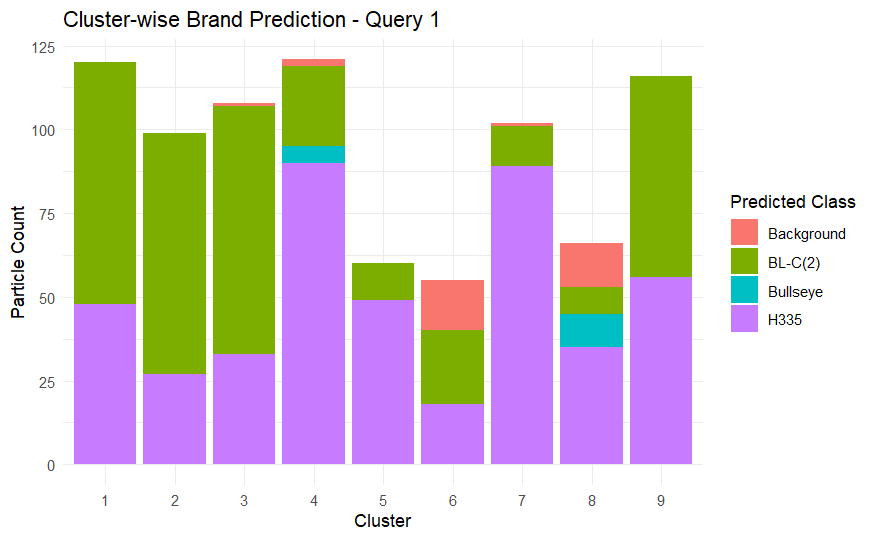 Cluster-wise Brand Prediction - Query 1
125
100
75
50
25
0
Particle Count
1 2 3 4 5 6 7 8 9
Cluster
Predicted Class
Background
BL-C(2)
Bullseye
H335